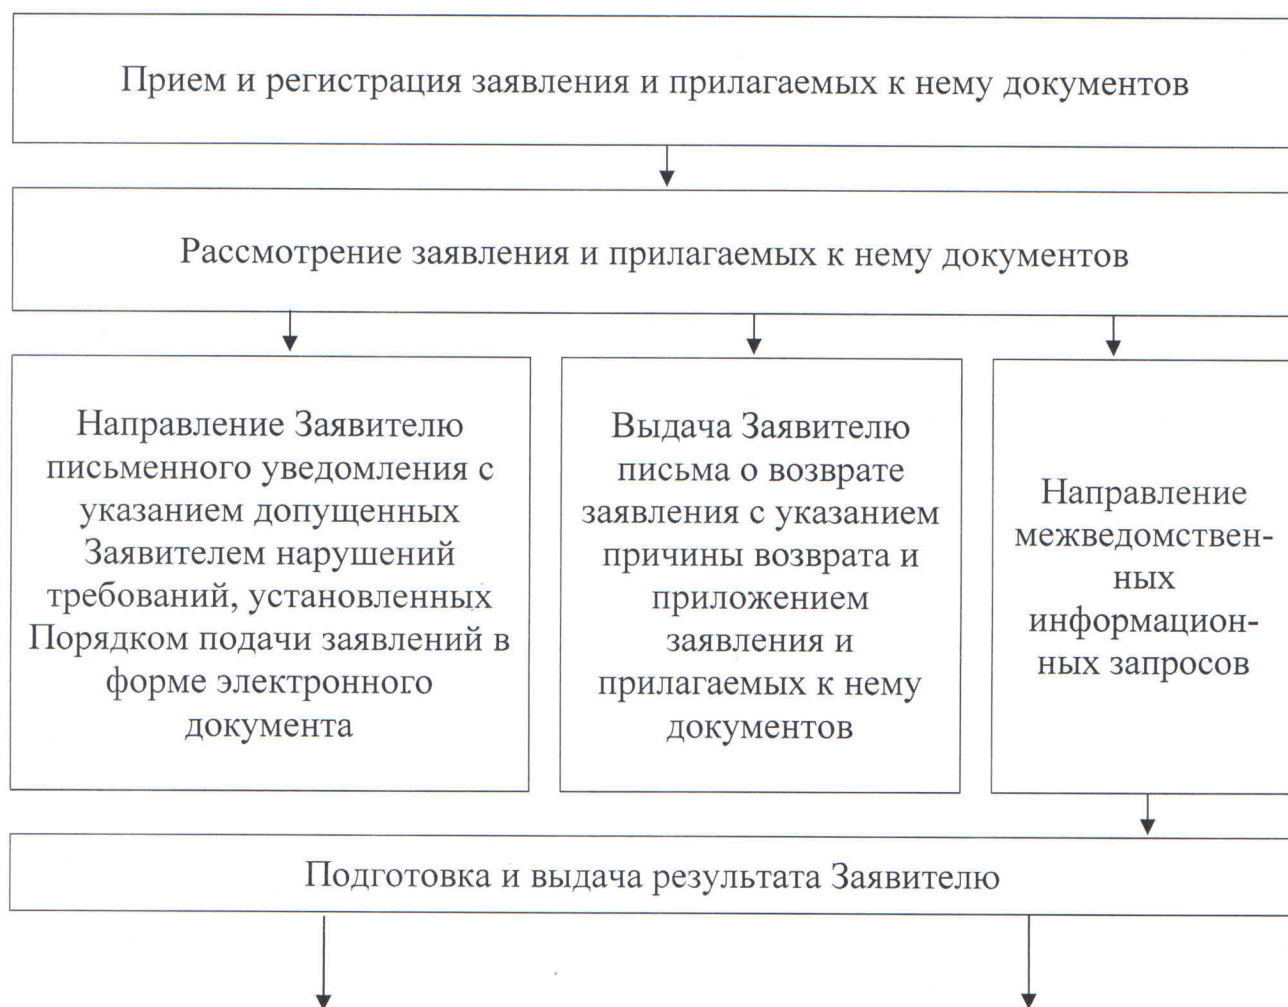 Прием и регистрация заявления и прилагаемых к нему документов
Рассмотрение заявления и прилагаемых к нему документов
Направление Заявителю
письменного уведомления с
указанием допущенных
Заявителем нарушений
требований, установленных
Порядком подачи заявлений в
форме электронного
документа
Выдача Заявителю
письма о возврате
заявления с указанием
причины возврата и
приложением
заявления и
прилагаемых к нему
документов
Направление
межведомствен-
ных
информацион-
ных запросов
Подготовка и выдача результата Заявителю